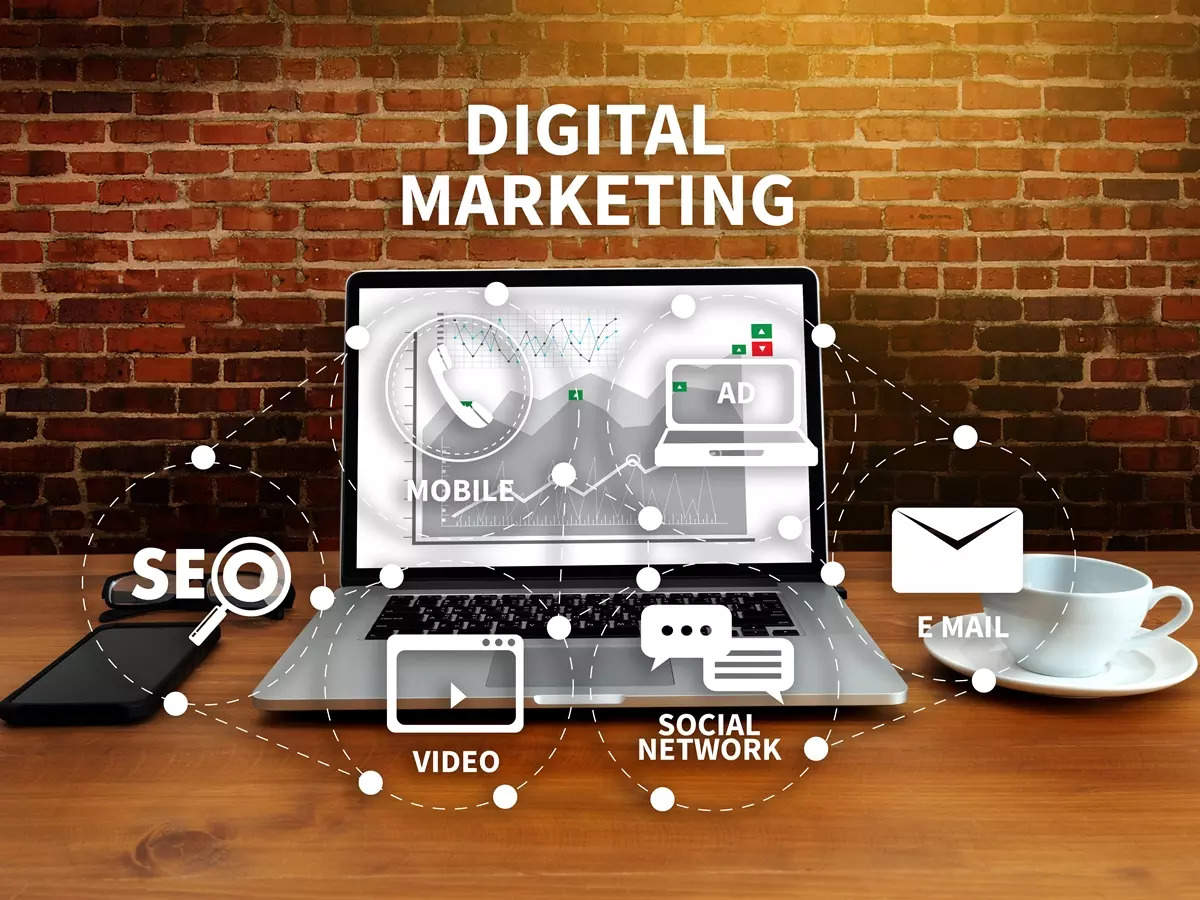 DIGITAL
MARKETING
AD
MOBILE
SEO
E MAIL
VIDEO
SOCIAL
NETWORK